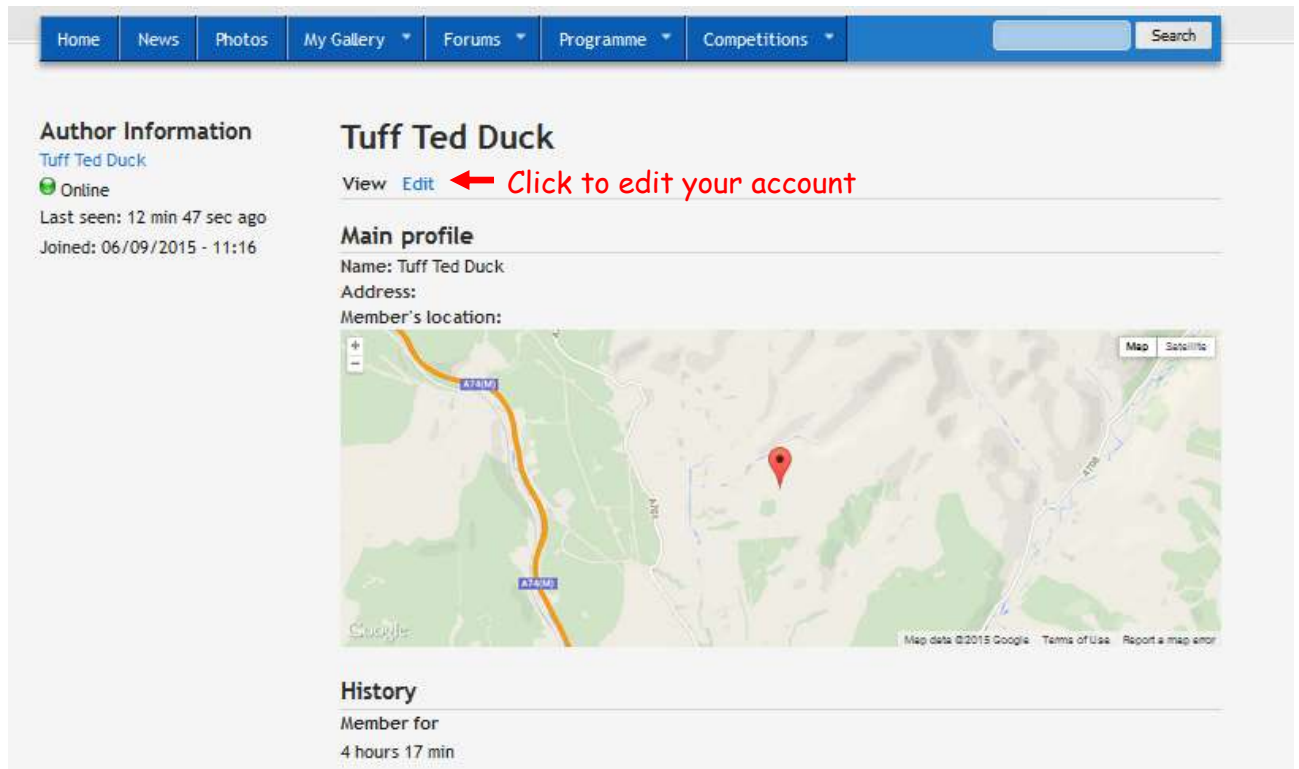 Home News Photos My Gallery Forums Programme Competitions Search
Author Information
Tuff Ted Duck
Online
Last seen: 12 min 47 sec ago
Joined: 06/09/2015 - 11:16
Tuff Ted Duck
View Edit Click to edit your account
Main profile
Name: Tuff Ted Duck
Address:
Member's location:
+
−
Map Satellite
A74(M)
A708
A701
A74(M)
Google
Map data ©2015 Google Terms of Use Report a map error
History
Member for
4 hours 17 min